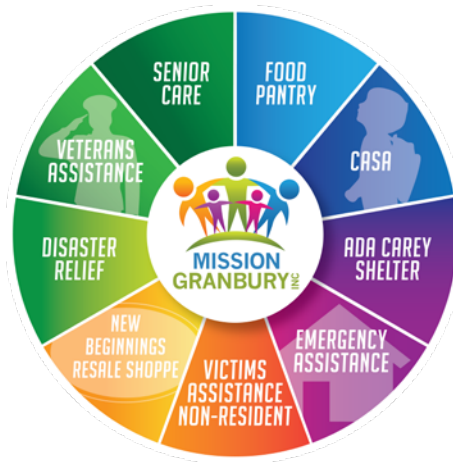 SENIOR
CARE
FOOD
PANTRY
CASA
ADA CAREY
SHELTER
EMERGENCY
ASSISTANCE
VICTIMS
ASSISTANCE
NON-RESIDENT
NEW
BEGINNINGS
RESALE SHOPPE
DISASTER
RELIEF
VETERANS
ASSISTANCE
MISSION
GRANBURY INC